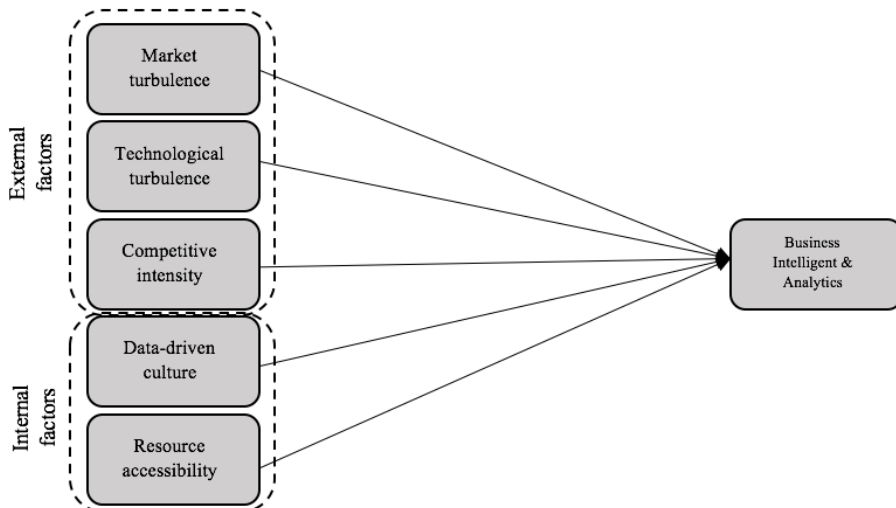 External
factors
Market
turbulence
Technological
turbulence
Competitive
intensity
Internal
factors
Data-driven
culture
Resource
accessibility
Business
Intelligent &
Analytics